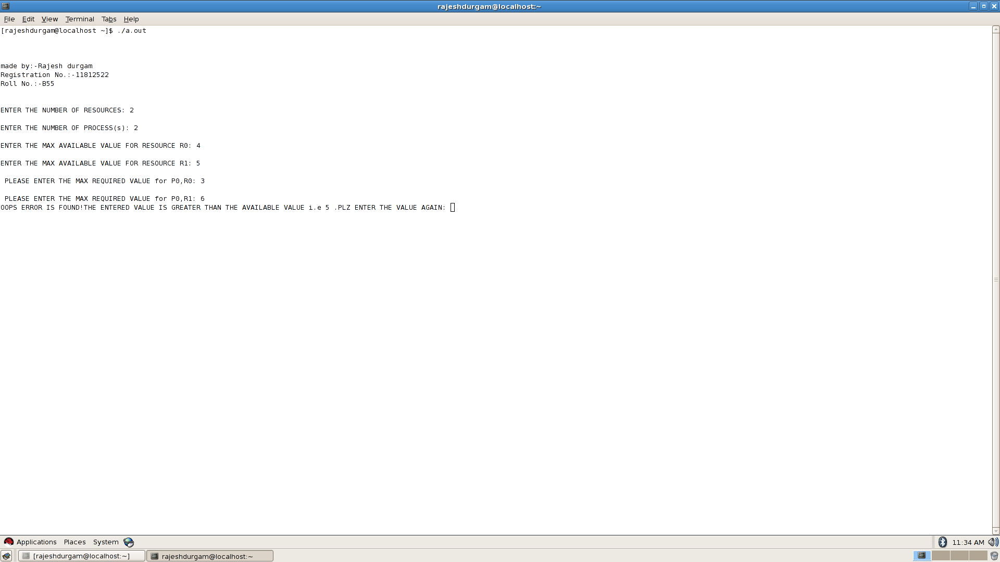 rajeshdurgam@localhost:~
File Edit View Terminal Tabs Help
[rajeshdurgam@localhost ~]$ ./a.out
made by:-Rajesh durgam
Registration No.:-11812522
Roll No.:-B55
ENTER THE NUMBER OF RESOURCES: 2
ENTER THE NUMBER OF PROCESS(s): 2
ENTER THE MAX AVAILABLE VALUE FOR RESOURCE R0: 4
ENTER THE MAX AVAILABLE VALUE FOR RESOURCE R1: 5
PLEASE ENTER THE MAX REQUIRED VALUE for P0,R0: 3
PLEASE ENTER THE MAX REQUIRED VALUE for P0,R1: 6
OOPS ERROR IS FOUND!THE ENTERED VALUE IS GREATER THAN THE AVAILABLE VALUE i.e 5 .PLZ ENTER THE VALUE AGAIN:
Applications Places System 11:34 AM
[rajeshdurgam@localhost:~] rajeshdurgam@localhost:~